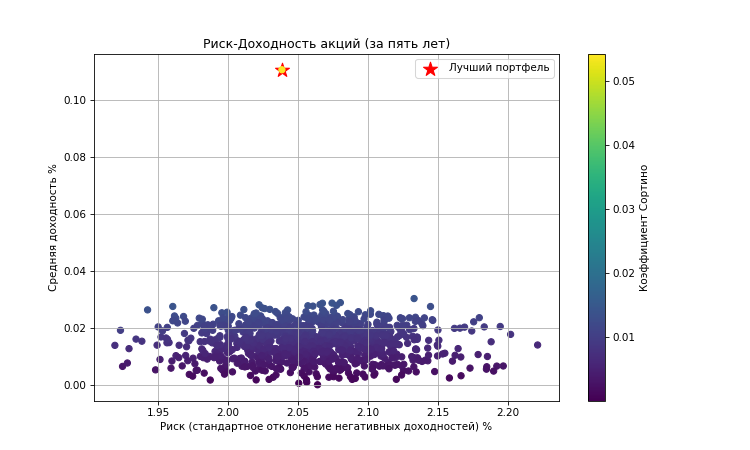 Риск-Доходность акций (за пять лет)
Лучший портфель
0.10
0.08
0.06
0.04
0.02
0.00
Средняя доходность %
1.95 2.00 2.05 2.10 2.15 2.20
Риск (стандартное отклонение негативных доходностей) %
0.05
0.04
0.03
0.02
0.01
Коэффициент Сортино